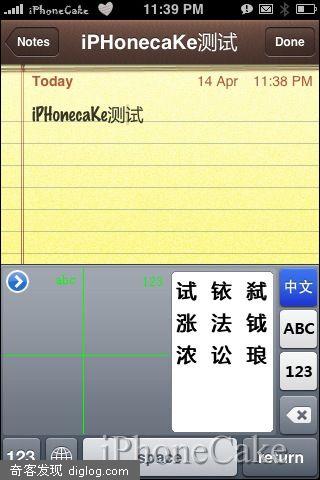 iPhoneCake 11:39 PM
Notes iPHonecaKe测试 Done
Today 14 Apr 11:38 PM
iPHonecaKe测试
abc 123
试 铱 弑
涨 法 钺
浓 讼 琅
中文
ABC
123
123 space return
iPhoneCake
奇客发现 diglog.com